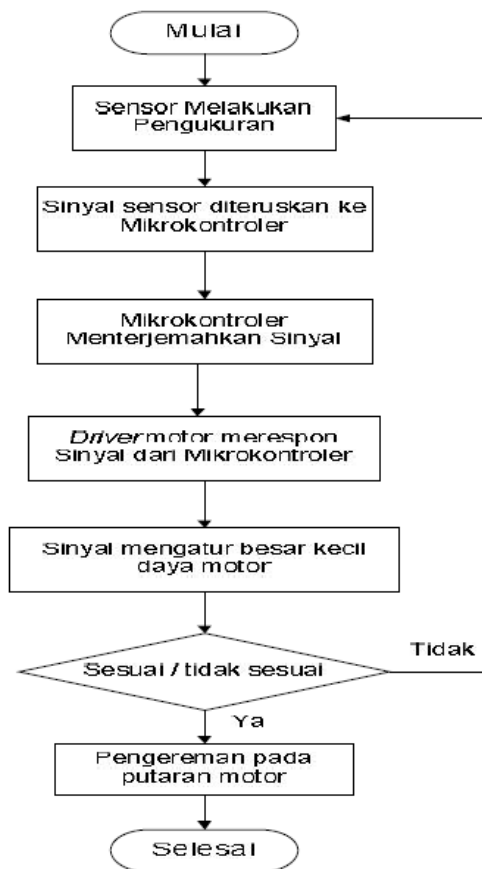 Mulai
Sensor Melakukan
Pengukuran
Sinyal sensor diteruskan ke
Mikrokontroler
Mikrokontroler
Menterjemahkan Sinyal
Driver motor merespon
Sinyal dari Mikrokontroler
Sinyal mengatur besar kecil
daya motor
Sesuai / tidak sesuai
Tidak
Ya
Pengereman pada
putaran motor
Selesai